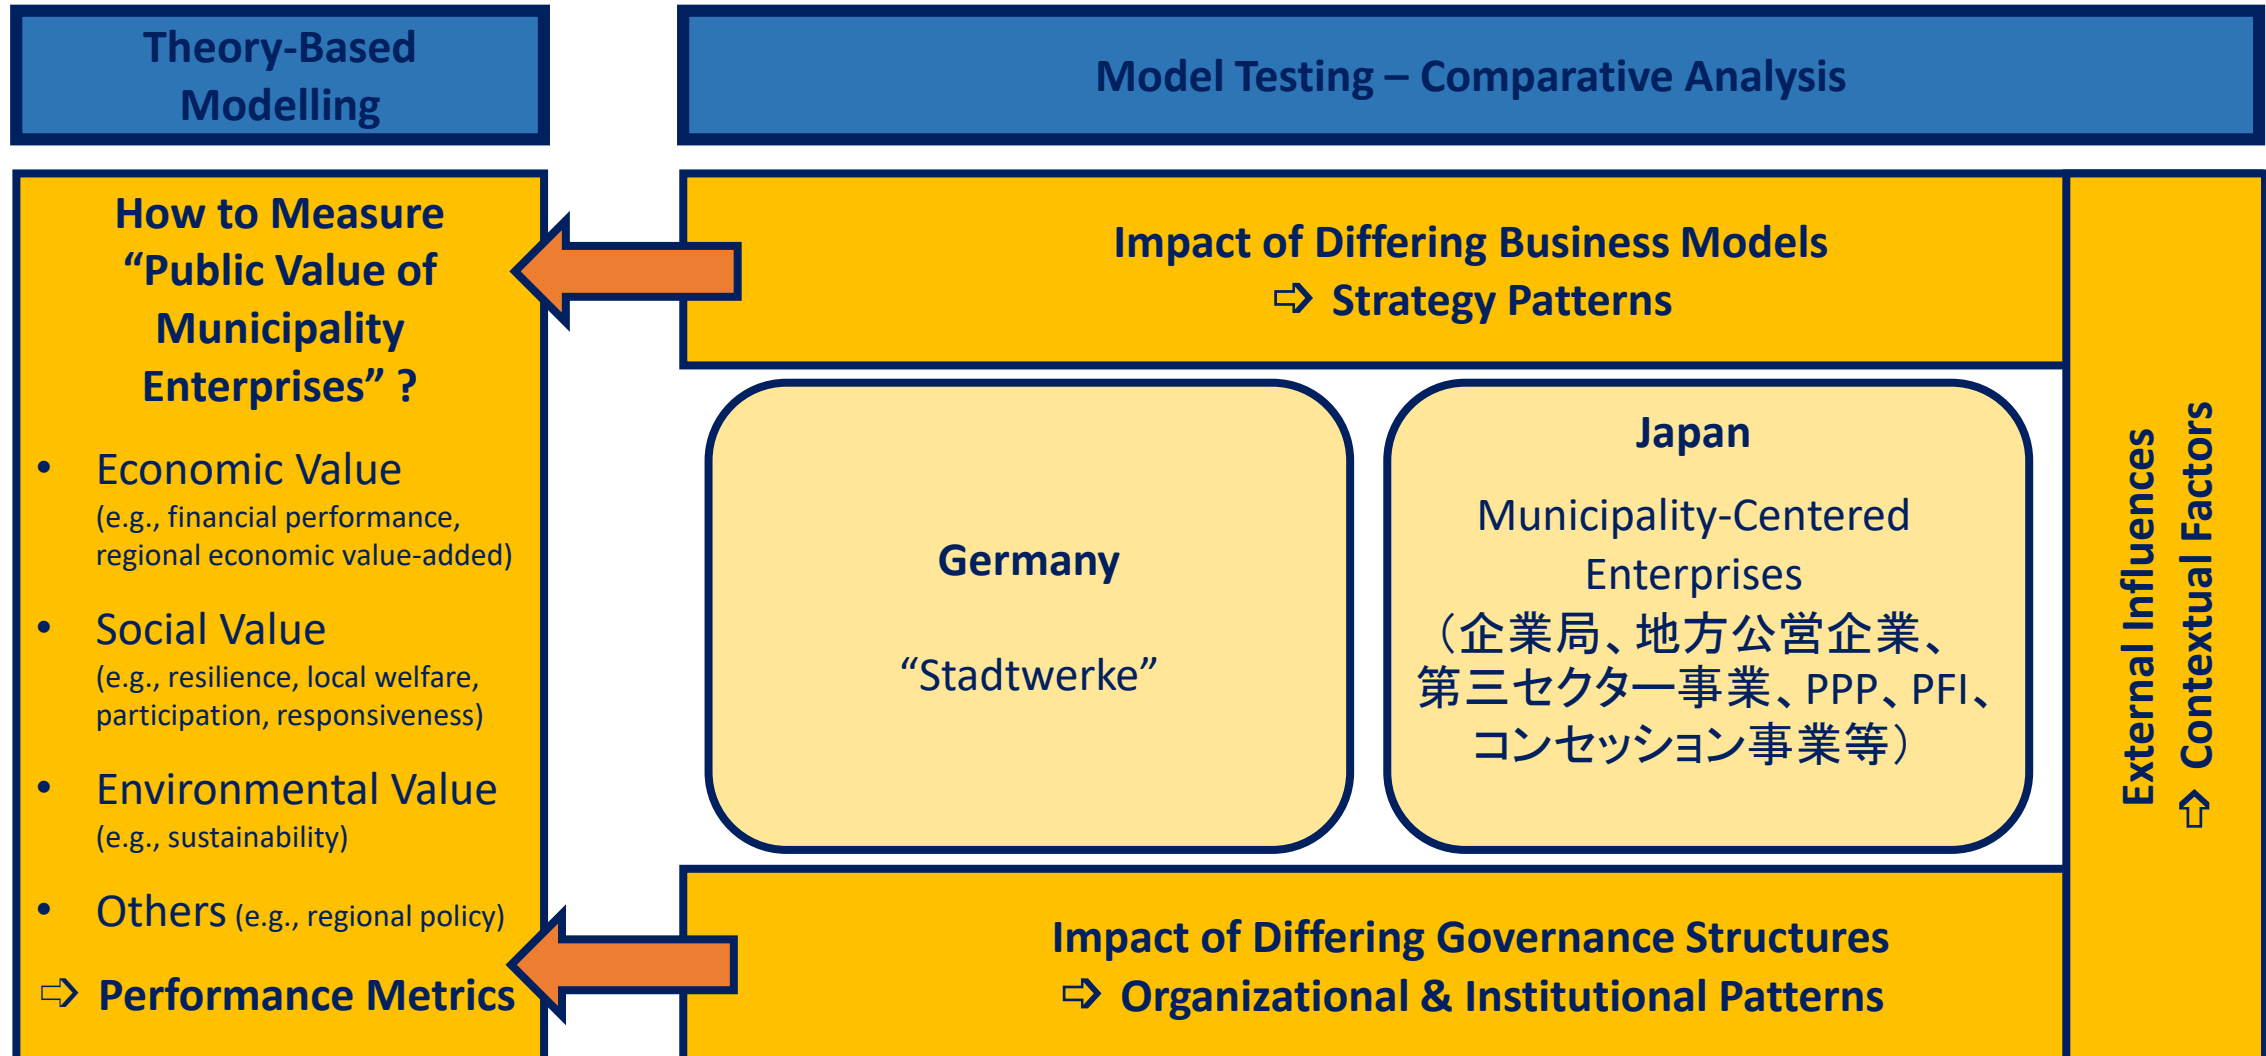 Theory-Based
Modelling
Model Testing – Comparative Analysis
How to Measure
“Public Value of
Municipality
Enterprises” ?
• Economic Value
(e.g., financial performance,
regional economic value-added)
• Social Value
(e.g., resilience, local welfare,
participation, responsiveness)
• Environmental Value
(e.g., sustainability)
• Others (e.g., regional policy)
⇨ Performance Metrics
Impact of Differing Business Models
⇨ Strategy Patterns
Germany
“Stadtwerke”
Japan
Municipality-Centered
Enterprises
（企業局、地方公営企業、
第三セクター事業、PPP、PFI、
コンセッション事業等）
Impact of Differing Governance Structures
⇨ Organizational & Institutional Patterns
External Influences
⇨ Contextual Factors